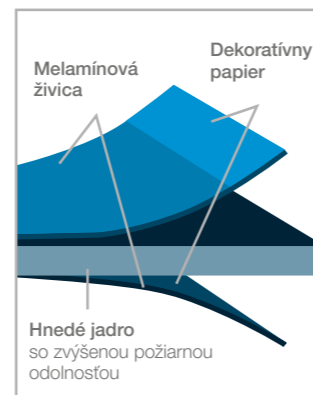 Melamínová
živica
Dekoratívny
papier
Hnedé jadro
so zvýšenou požiarnou
odolnosťou